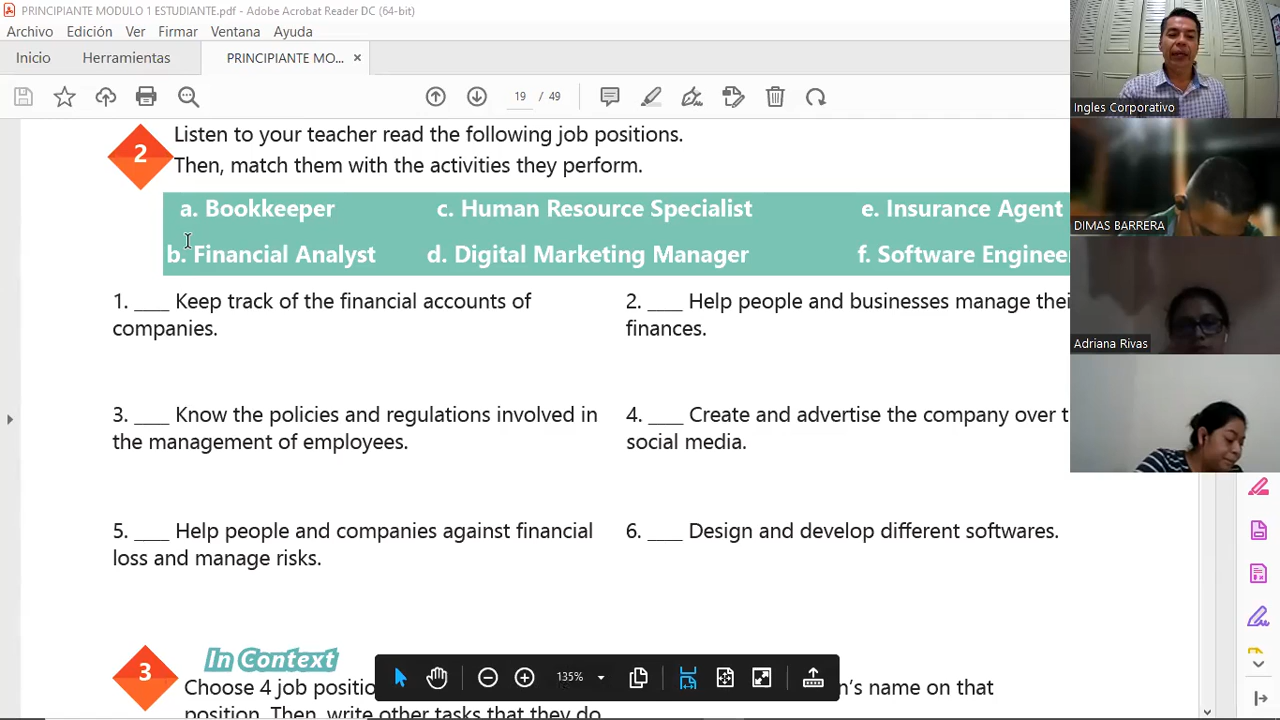 PRINCIPIANTE MODULO 1 ESTUDIANTE.pdf - Adobe Acrobat Reader DC (64-bit)
Archivo Edición Ver Firmar Ventana Ayuda
Inicio Herramientas PRINCIPIANTE MO... ×
19 / 49
2 Listen to your teacher read the following job positions.
Then, match them with the activities they perform.
a. Bookkeeper c. Human Resource Specialist e. Insurance Agent
b. Financial Analyst d. Digital Marketing Manager f. Software Enginee
1. ____ Keep track of the financial accounts of
companies.
2. ____ Help people and businesses manage thei
finances.
3. ____ Know the policies and regulations involved in
the management of employees.
4. ____ Create and advertise the company over t
social media.
5. ____ Help people and companies against financial
loss and manage risks.
6. ____ Design and develop different softwares.
3 In Context
Choose 4 job positio n's name on that
position. Then, write other tasks that they do
135%
Ingles Corporativo
DIMAS BARRERA
Adriana Rivas